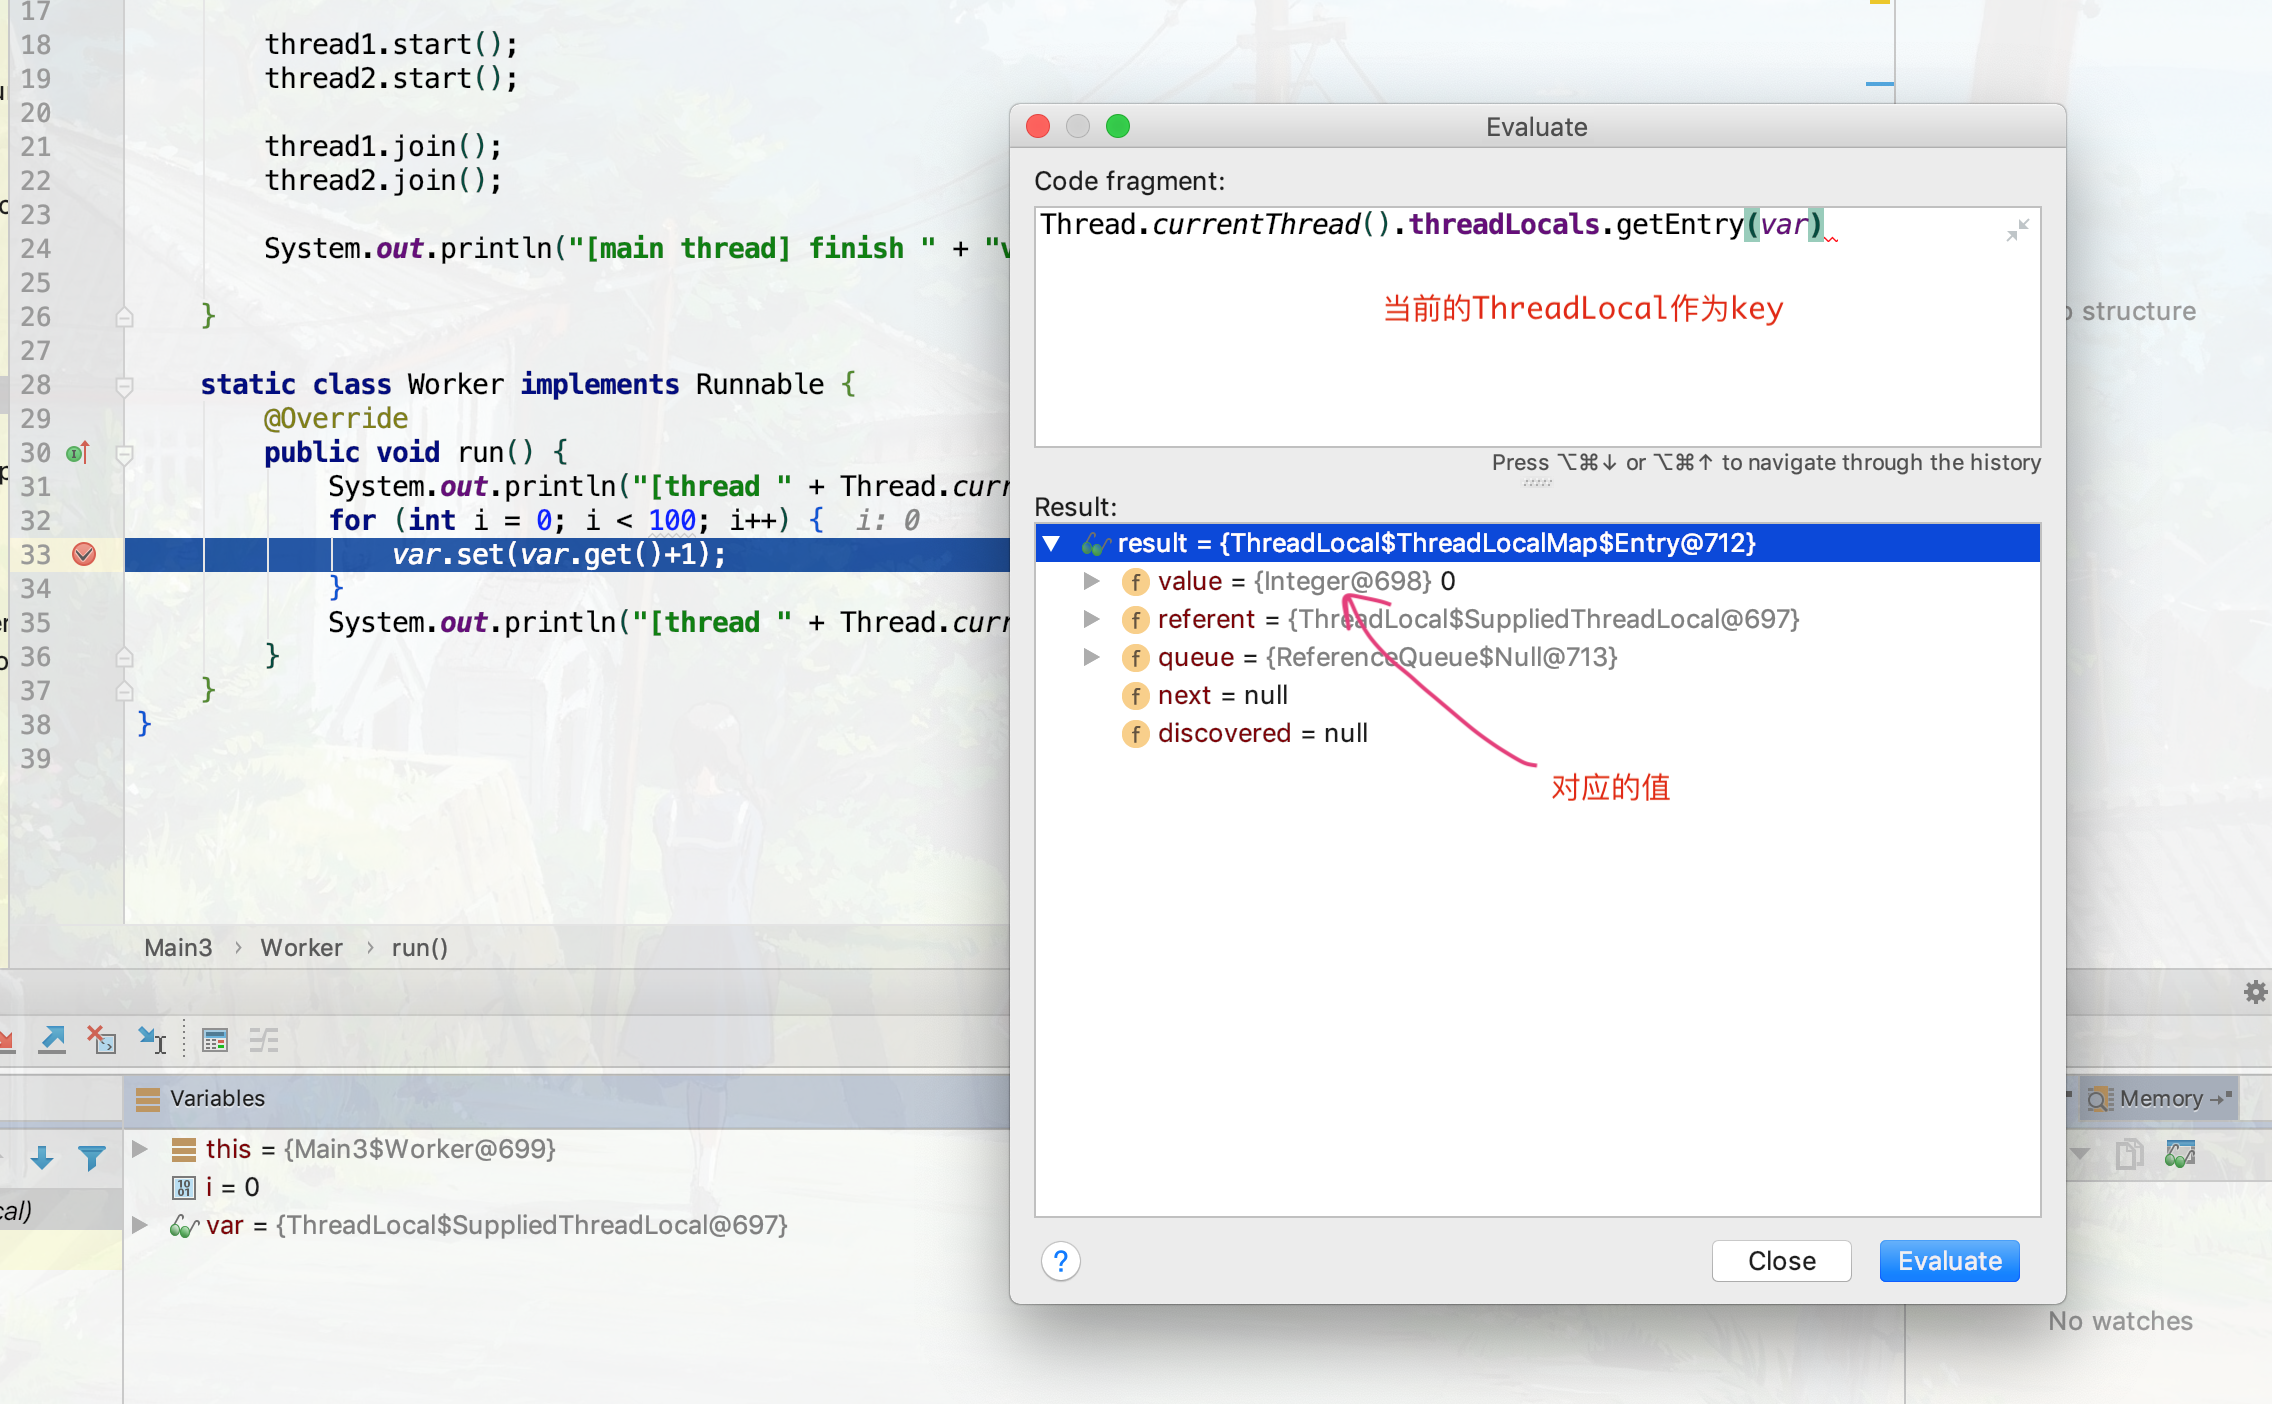 17
18 thread1.start();
19 thread2.start();
20
21 thread1.join();
22 thread2.join();
23
24 System.out.println("[main thread] finish " + "v
25
26 }
27
28 static class Worker implements Runnable {
29 @Override
30 public void run() {
31 System.out.println("[thread " + Thread.curr
32 for (int i = 0; i < 100; i++) { i: 0
33 var.set(var.get()+1);
34 }
35 System.out.println("[thread " + Thread.curr
36 }
37 }
38 }
39
Main3 › Worker › run()
Evaluate
Code fragment:
Thread.currentThread().threadLocals.getEntry(var)
当前的ThreadLocal作为key
Press ⌥⌘↓ or ⌥⌘↑ to navigate through the history
Result:
result = {ThreadLocal$ThreadLocalMap$Entry@712}
value = {Integer@698} 0
referent = {ThreadLocal$SuppliedThreadLocal@697}
queue = {ReferenceQueue$Null@713}
next = null
discovered = null
对应的值
? Close Evaluate
structure
Variables
this = {Main3$Worker@699}
i = 0
var = {ThreadLocal$SuppliedThreadLocal@697}
cal)
Memory
No watches